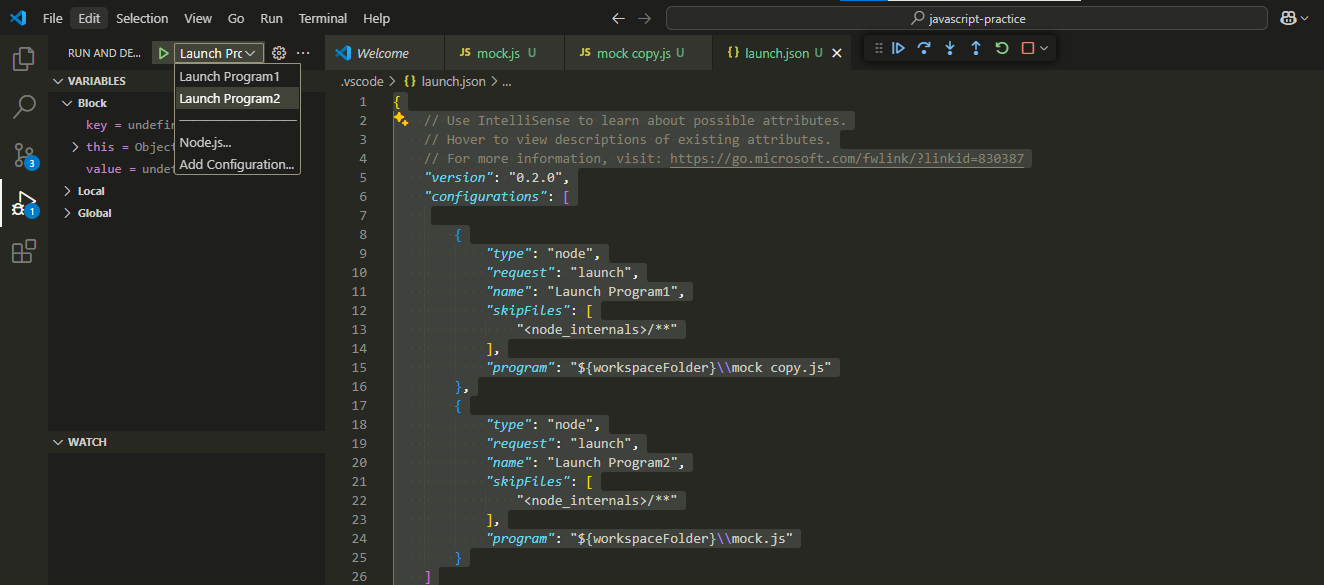 File Edit Selection View Go Run Terminal Help
javascript-practice
RUN AND DE...
Launch Prc
Launch Program1
Launch Program2
Node.js...
Add Configuration...
VARIABLES
Block
key = undefin
this = Object
value = undef
Local
Global
WATCH
3
1
Welcome
JS mock.js U
JS mock copy.js U
{} launch.json U
.vscode > {} launch.json > ...
1 {
2 // Use IntelliSense to learn about possible attributes.
3 // Hover to view descriptions of existing attributes.
4 // For more information, visit: https://go.microsoft.com/fwlink/?linkid=830387
5 "version": "0.2.0",
6 "configurations": [
7
8 {
9 "type": "node",
10 "request": "launch",
11 "name": "Launch Program1",
12 "skipFiles": [
13 "<node_internals>/**"
14 ],
15 "program": "${workspaceFolder}\\mock copy.js"
16 },
17 {
18 "type": "node",
19 "request": "launch",
20 "name": "Launch Program2",
21 "skipFiles": [
22 "<node_internals>/**"
23 ],
24 "program": "${workspaceFolder}\\mock.js"
25 }
26 ]